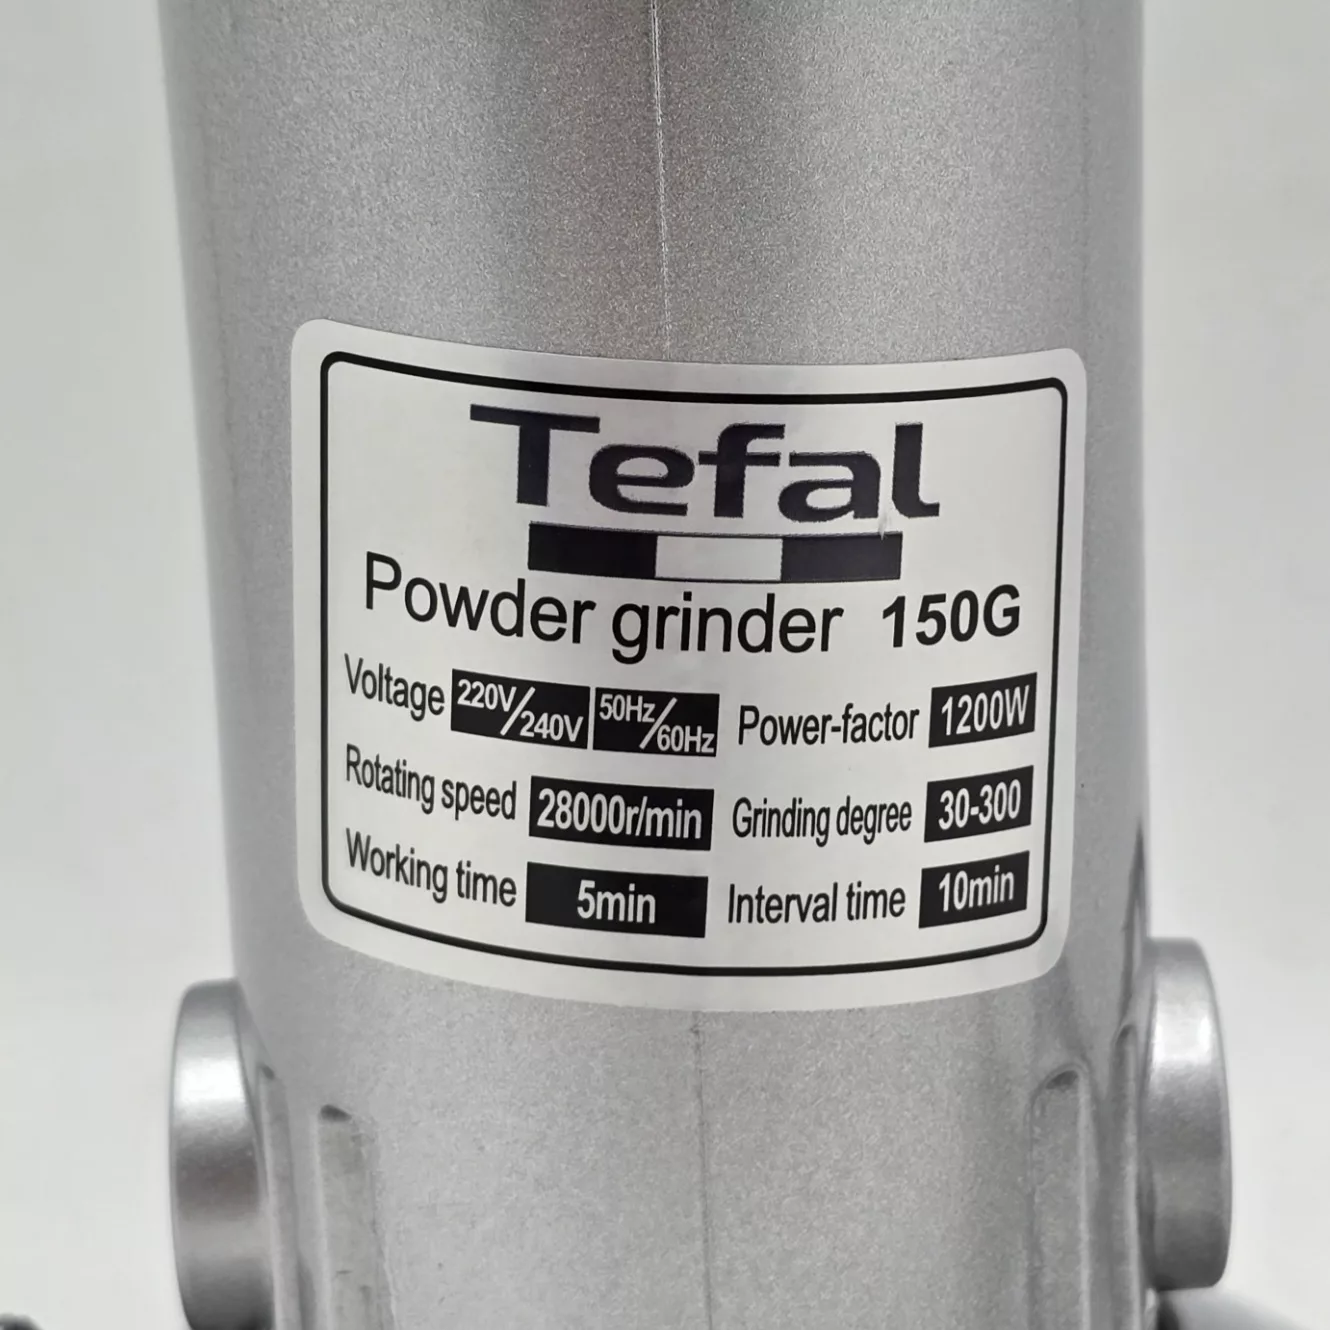 Tefal
Powder grinder 150G
Voltage 220V/240V 50Hz/60Hz Power-factor 1200W
Rotating speed 28000r/min Grinding degree 30-300
Working time 5min Interval time 10min